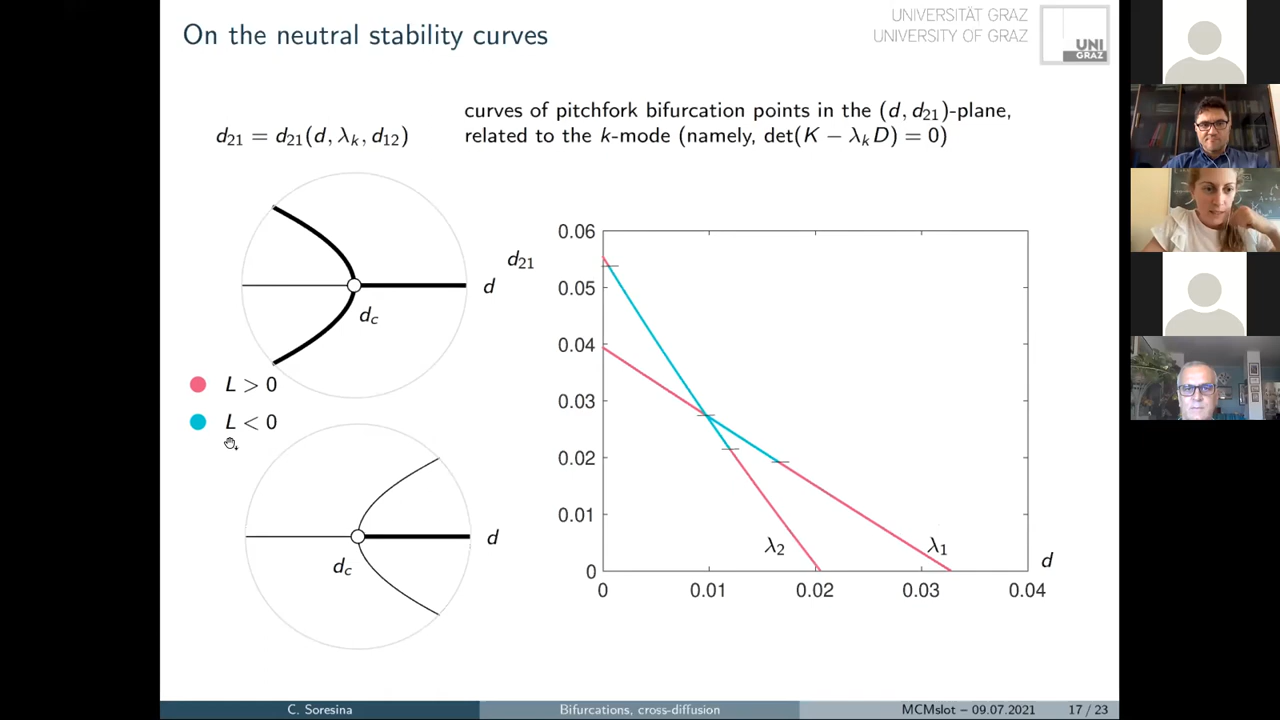 On the neutral stability curves
UNIVERSITÄT GRAZ
UNIVERSITY OF GRAZ
UNI
GRAZ
curves of pitchfork bifurcation points in the (d, d₂₁)-plane,
d₂₁ = d₂₁(d, λₖ, d₁₂)
related to the k-mode (namely, det(K − λₖD) = 0)
d
d_c
L > 0
L < 0
d
d_c
d₂₁
0.06
0.05
0.04
0.03
0.02
0.01
0
λ₂
λ₁
d
0 0.01 0.02 0.03 0.04
C. Soresina Bifurcations, cross-diffusion MCMslot – 09.07.2021 17 / 23